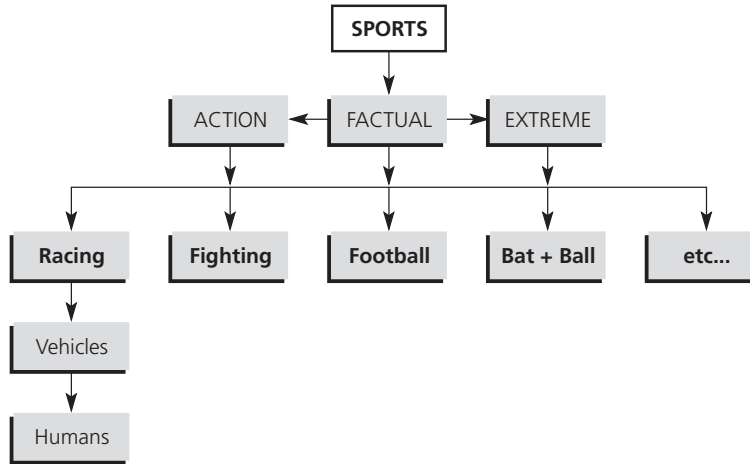 SPORTS
ACTION
FACTUAL
EXTREME
Racing
Fighting
Football
Bat + Ball
etc...
Vehicles
Humans